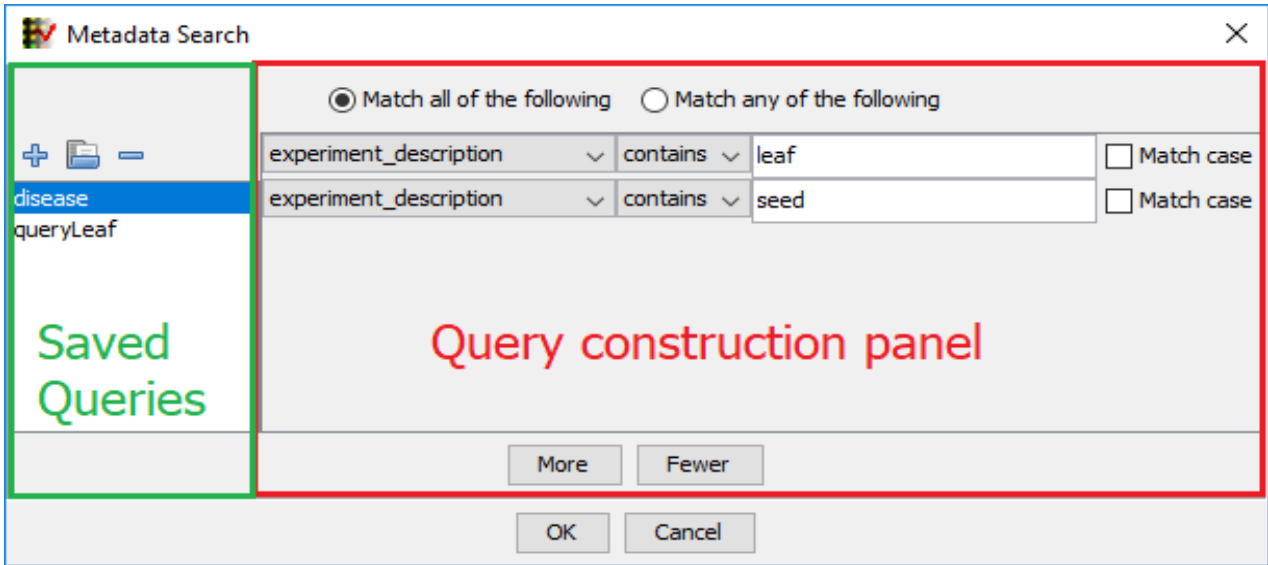 Metadata Search
Match all of the following Match any of the following
experiment_description contains leaf Match case
disease experiment_description contains seed Match case
queryLeaf
Saved
Queries
Query construction panel
More Fewer
OK Cancel